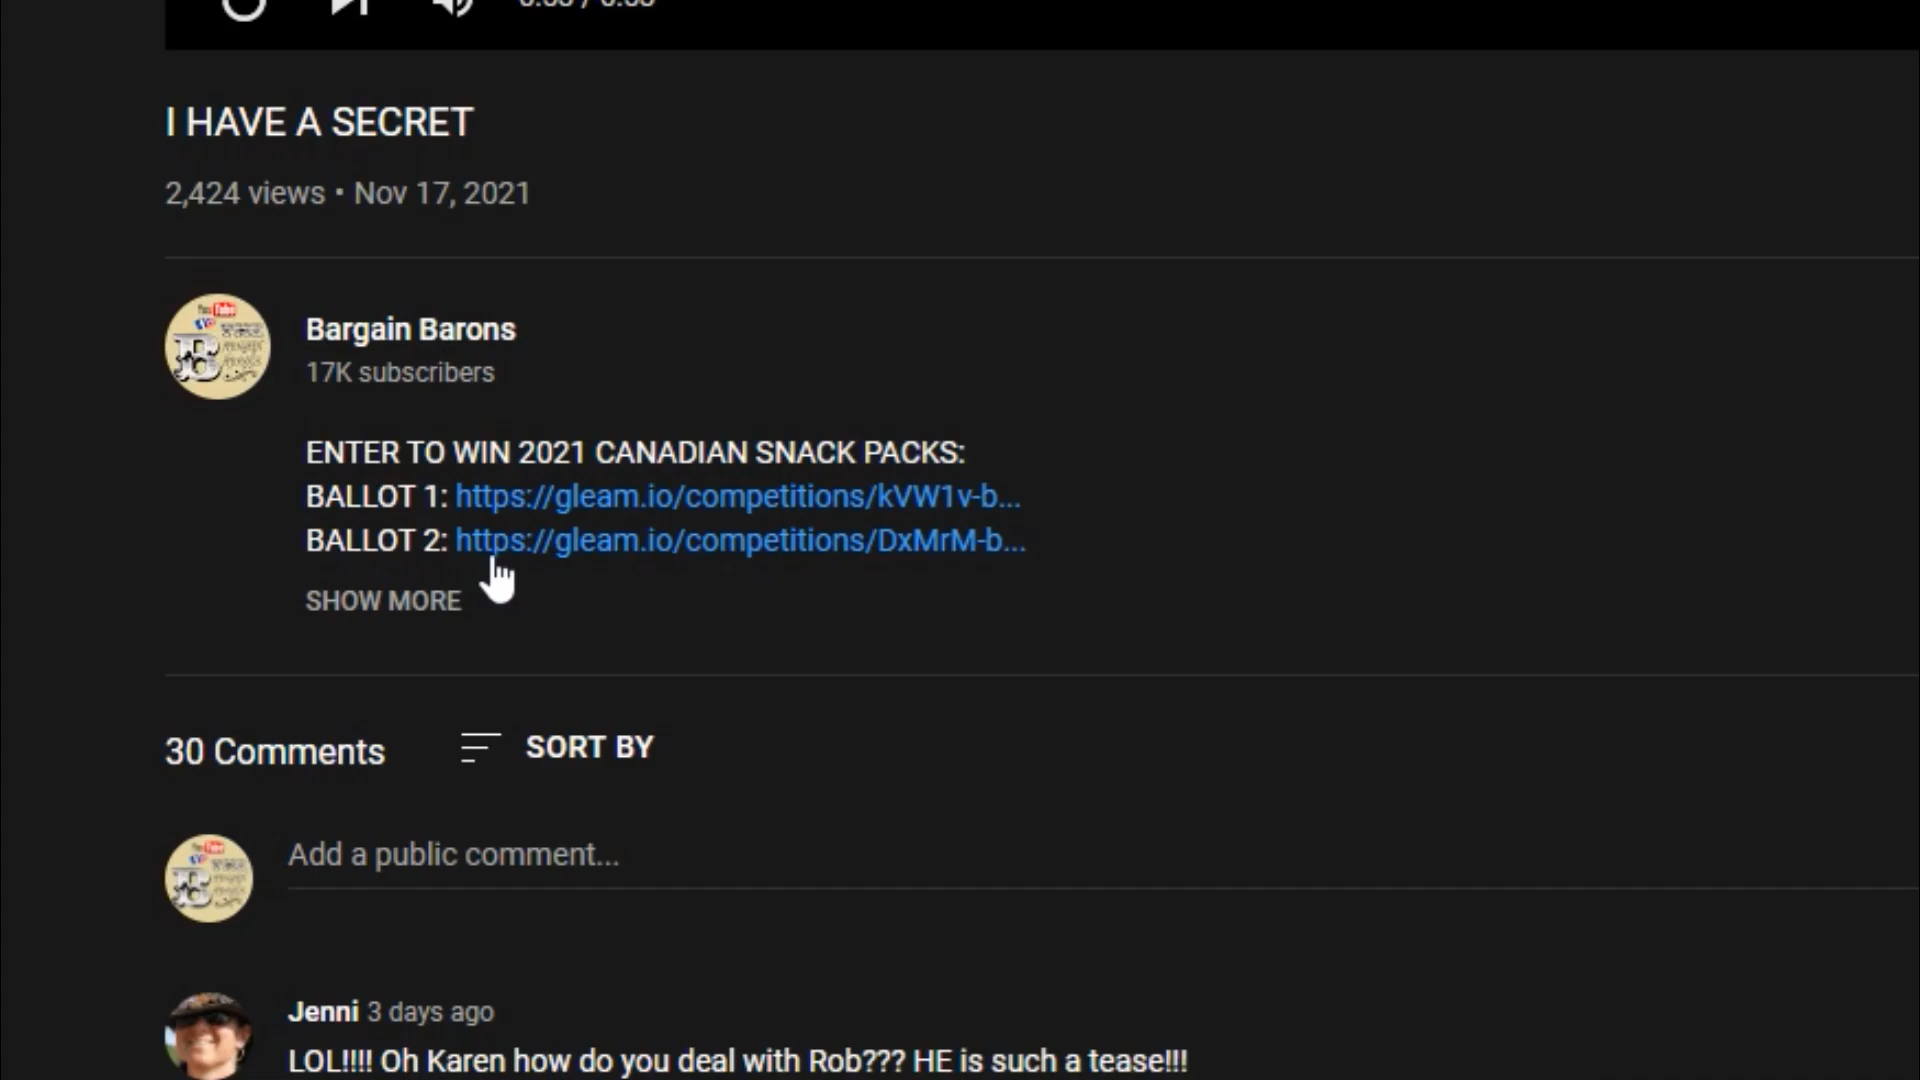 I HAVE A SECRET
2,424 views • Nov 17, 2021
Bargain Barons
17K subscribers
ENTER TO WIN 2021 CANADIAN SNACK PACKS:
BALLOT 1: https://gleam.io/competitions/kVW1v-b...
BALLOT 2: https://gleam.io/competitions/DxMrM-b...
SHOW MORE
30 Comments SORT BY
Add a public comment...
Jenni 3 days ago
LOL!!!! Oh Karen how do you deal with Rob??? HE is such a tease!!!